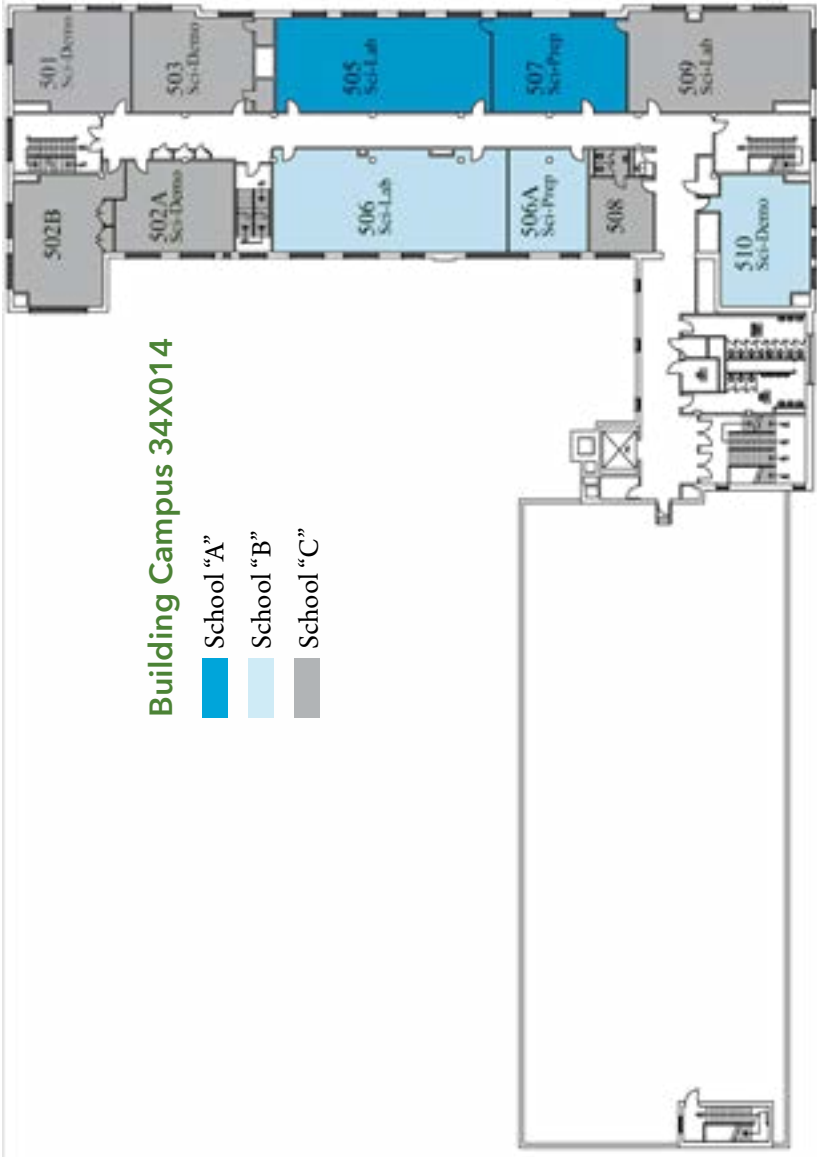 501
Sci-Demo
503
Sci-Demo
505
Sci-Lab
507
Sci-Prep
509
Sci-Lab
502B
502A
Sci-Demo
506
Sci-Lab
506A
Sci-Prep
508
510
Sci-Demo
Building Campus 34X014
School “A”
School “B”
School “C”